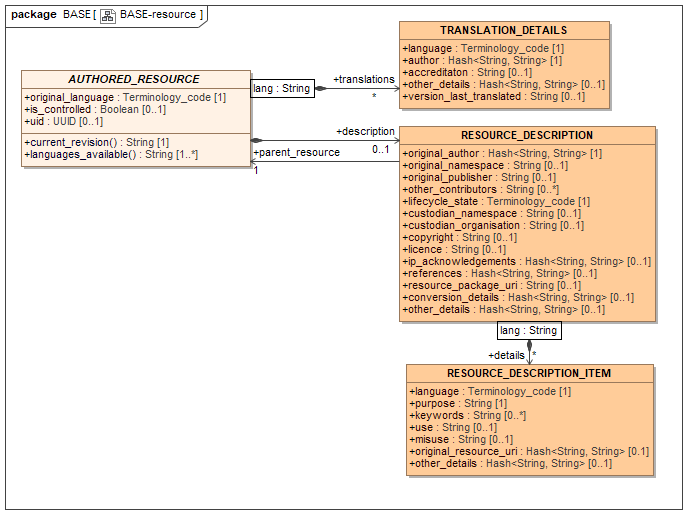 package BASE [ BASE-resource ]
TRANSLATION_DETAILS
+language : Terminology_code [1]
+author : Hash<String, String> [1]
+accreditaton : String [0..1]
+other_details : Hash<String, String> [0..1]
+version_last_translated : String [0..1]
AUTHORED_RESOURCE
+original_language : Terminology_code [1]
+is_controlled : Boolean [0..1]
+uid : UUID [0..1]
+current_revision() : String [1]
+languages_available() : String [1..*]
lang : String
+translations
*
+description
0..1
+parent_resource
1
RESOURCE_DESCRIPTION
+original_author : Hash<String, String> [1]
+original_namespace : String [0..1]
+original_publisher : String [0..1]
+other_contributors : String [0..*]
+lifecycle_state : Terminology_code [1]
+custodian_namespace : String [0..1]
+custodian_organisation : String [0..1]
+copyright : String [0..1]
+licence : String [0..1]
+ip_acknowledgements : Hash<String, String> [0..1]
+references : Hash<String, String> [0..1]
+resource_package_uri : String [0..1]
+conversion_details : Hash<String, String> [0..1]
+other_details : Hash<String, String> [0..1]
lang : String
+details
*
RESOURCE_DESCRIPTION_ITEM
+language : Terminology_code [1]
+purpose : String [1]
+keywords : String [0..*]
+use : String [0..1]
+misuse : String [0..1]
+original_resource_uri : Hash<String, String> [0.1]
+other_details : Hash<String, String> [0..1]